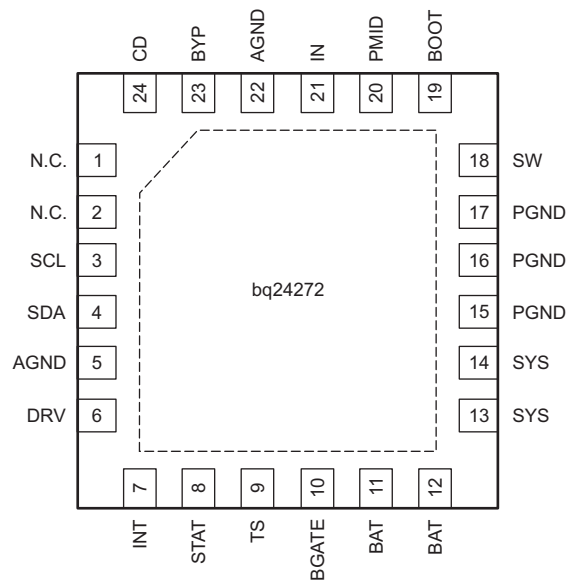 CD BYP AGND IN PMID BOOT
24 23 22 21 20 19
N.C. 1 18 SW
N.C. 2 17 PGND
SCL 3 16 PGND
bq24272
SDA 4 15 PGND
AGND 5 14 SYS
DRV 6 13 SYS
7 8 9 10 11 12
INT STAT TS BGATE BAT BAT